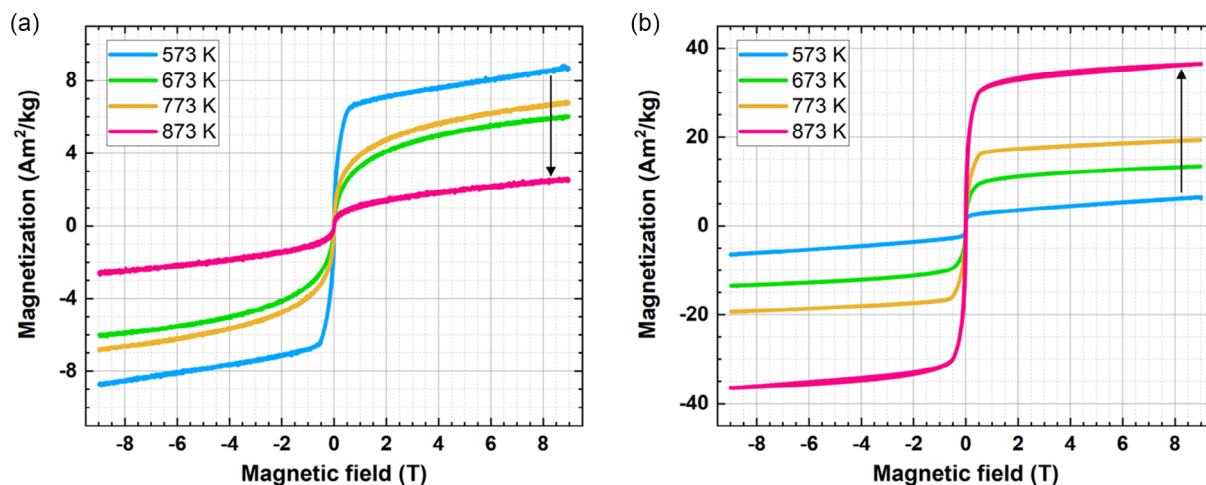 (a)
573 K
673 K
773 K
873 K
8
4
0
-4
-8
-8 -6 -4 -2 0 2 4 6 8
Magnetization (Am²/kg)
Magnetic field (T)
(b)
573 K
673 K
773 K
873 K
40
20
0
-20
-40
-8 -6 -4 -2 0 2 4 6 8
Magnetization (Am²/kg)
Magnetic field (T)